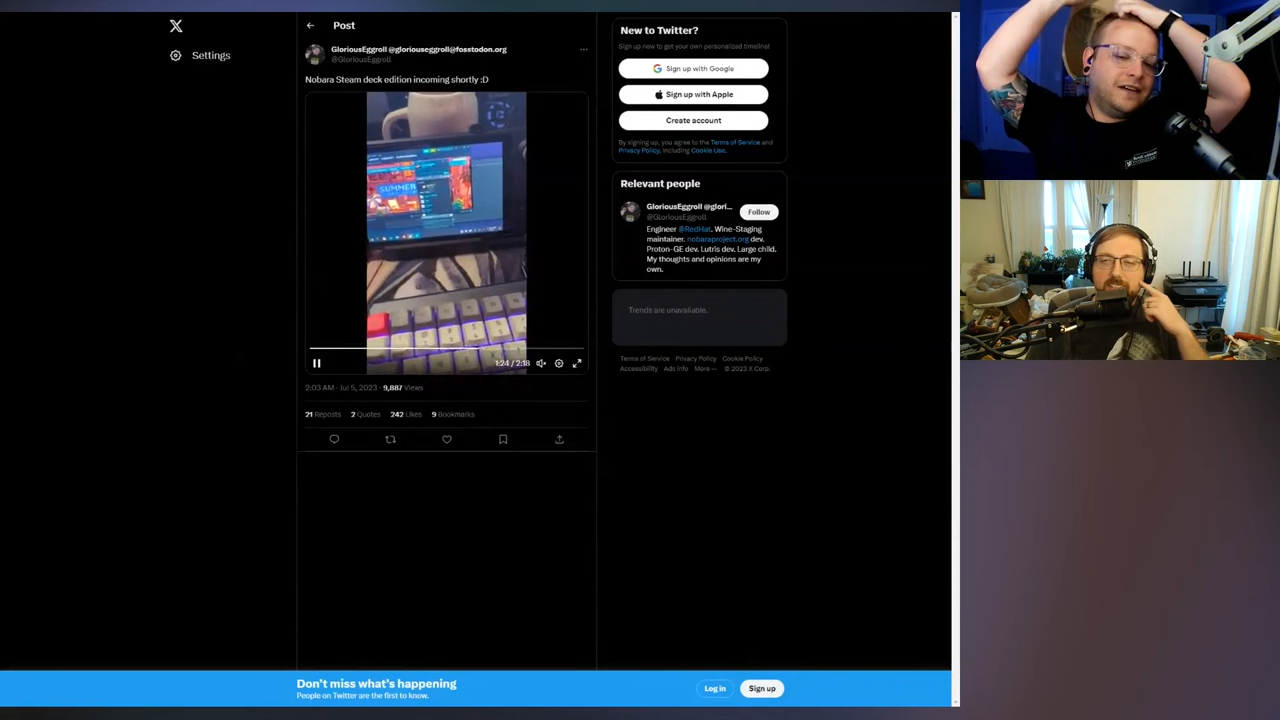 Settings
Post
GloriousEggroll @gloriouseggroll@fosstodon.org
@GloriousEggroll
Nobara Steam deck edition incoming shortly :D
SUMMER
1:24 / 2:18
2:03 AM · Jul 5, 2023 · 9,887 Views
21 Reposts 2 Quotes 242 Likes 9 Bookmarks
New to Twitter?
Sign up now to get your own personalized timeline!
Sign up with Google
Sign up with Apple
Create account
By signing up, you agree to the Terms of Service and
Privacy Policy, including Cookie Use.
Relevant people
GloriousEggroll @glori...
@GloriousEggroll
Follow
Engineer @RedHat. Wine-Staging
maintainer. nobaraproject.org dev.
Proton-GE dev. Lutris dev. Large child.
My thoughts and opinions are my
own.
Trends are unavailable.
Terms of Service Privacy Policy Cookie Policy
Accessibility Ads info More ··· © 2023 X Corp.
Don't miss what's happening
People on Twitter are the first to know.
Log in
Sign up